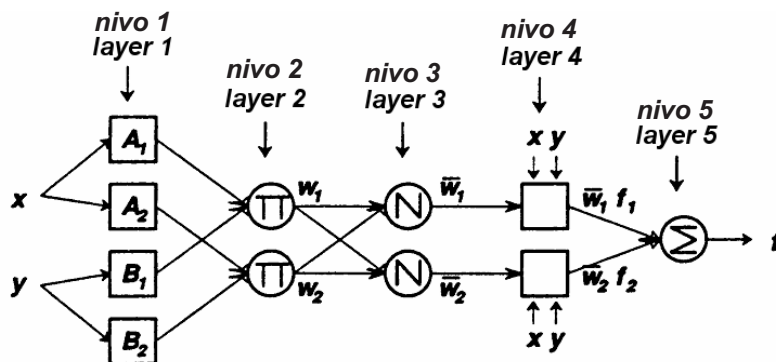 nivo 1
layer 1
nivo 2
layer 2
nivo 3
layer 3
nivo 4
layer 4
nivo 5
layer 5
x y
A₁
x
A₂
Π
w₁
N
w̅₁
w̅₁ f₁
Σ
f
y
B₁
Π
w₂
N
w̅₂
w̅₂ f₂
B₂
x y